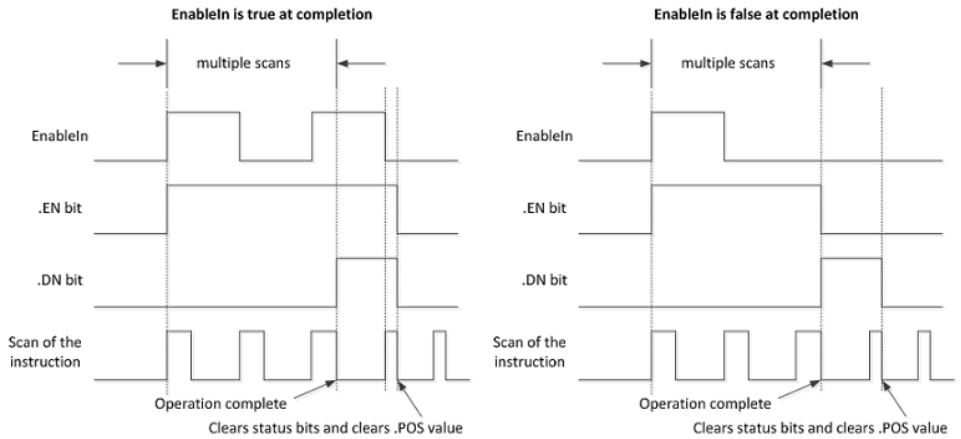 EnableIn is true at completion
multiple scans
EnableIn
.EN bit
.DN bit
Scan of the
instruction
Operation complete
Clears status bits and clears .POS value
EnableIn is false at completion
multiple scans
EnableIn
.EN bit
.DN bit
Scan of the
instruction
Operation complete
Clears status bits and clears .POS value